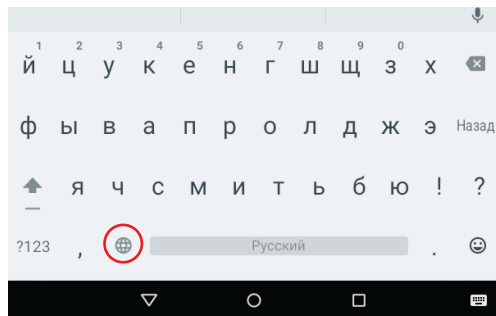 1 2 3 4 5 6 7 8 9 0
й ц у к е н г ш щ з х
ф ы в а п р о л д ж э Назад
я ч с м и т ь б ю ! ?
?123 , Русский .